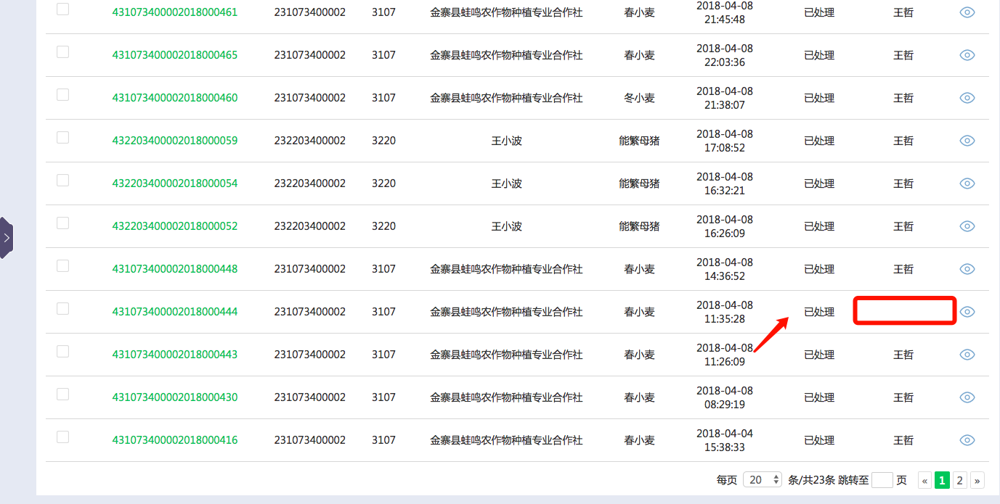 431073400002018000461 231073400002 3107 金寨县蛙鸣农作物种植专业合作社 春小麦 2018-04-08 21:45:48 已处理 王哲
431073400002018000465 231073400002 3107 金寨县蛙鸣农作物种植专业合作社 春小麦 2018-04-08 22:03:36 已处理 王哲
431073400002018000460 231073400002 3107 金寨县蛙鸣农作物种植专业合作社 冬小麦 2018-04-08 21:38:07 已处理 王哲
432203400002018000059 232203400002 3220 王小波 能繁母猪 2018-04-08 17:08:52 已处理 王哲
432203400002018000054 232203400002 3220 王小波 能繁母猪 2018-04-08 16:32:21 已处理 王哲
432203400002018000052 232203400002 3220 王小波 能繁母猪 2018-04-08 16:26:09 已处理 王哲
431073400002018000448 231073400002 3107 金寨县蛙鸣农作物种植专业合作社 春小麦 2018-04-08 14:36:52 已处理 王哲
431073400002018000444 231073400002 3107 金寨县蛙鸣农作物种植专业合作社 春小麦 2018-04-08 11:35:28 已处理
431073400002018000443 231073400002 3107 金寨县蛙鸣农作物种植专业合作社 春小麦 2018-04-08 11:26:09 已处理 王哲
431073400002018000430 231073400002 3107 金寨县蛙鸣农作物种植专业合作社 春小麦 2018-04-08 08:29:19 已处理 王哲
431073400002018000416 231073400002 3107 金寨县蛙鸣农作物种植专业合作社 春小麦 2018-04-04 15:38:33 已处理 王哲
每页 20 条/共23条 跳转至 页 « 1 2 »